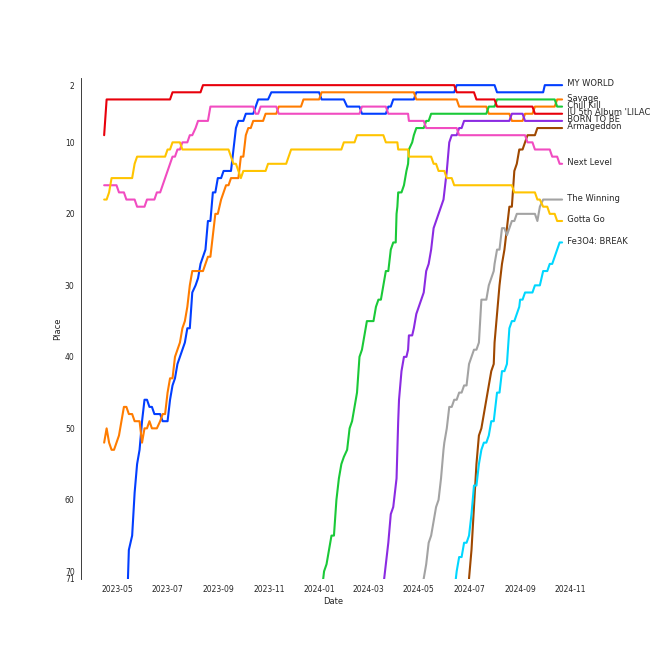 2
10
20
30
40
50
60
70
71
Place
2023-05
2023-07
2023-09
2023-11
2024-01
2024-03
2024-05
2024-07
2024-09
2024-11
Date
MY WORLD
Savage
Chill Kill
IU 5th Album 'LILAC
BORN TO BE
Armageddon
Next Level
The Winning
Gotta Go
Fe3O4: BREAK